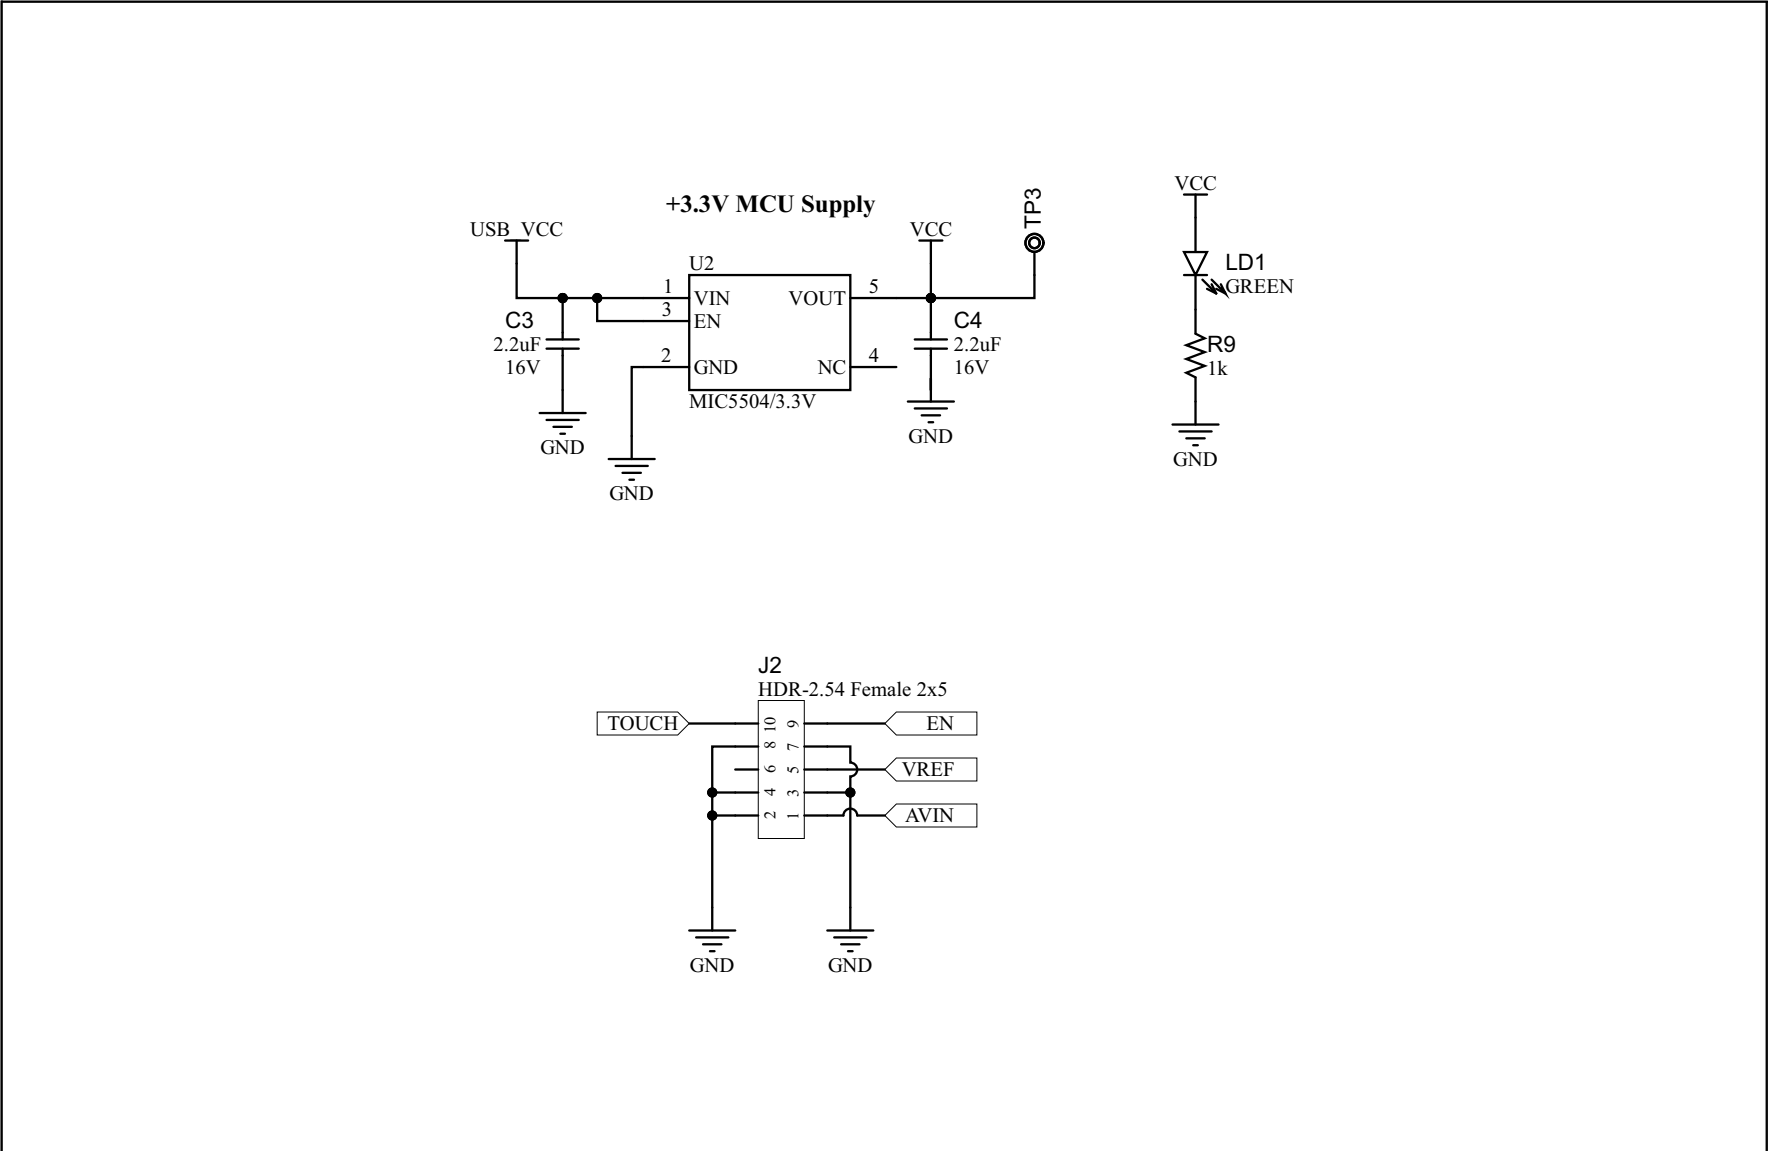 +3.3V MCU Supply
USB_VCC
VCC
TP3
VCC
U2
1
VIN
3
EN
2
GND
VOUT
5
NC
4
MIC5504/3.3V
C3
2.2uF
16V
GND
GND
C4
2.2uF
16V
GND
LD1
GREEN
R9
1k
GND
J2
HDR-2.54 Female 2x5
TOUCH
10
9
EN
8
7
6
5
VREF
4
3
2
1
AVIN
GND
GND